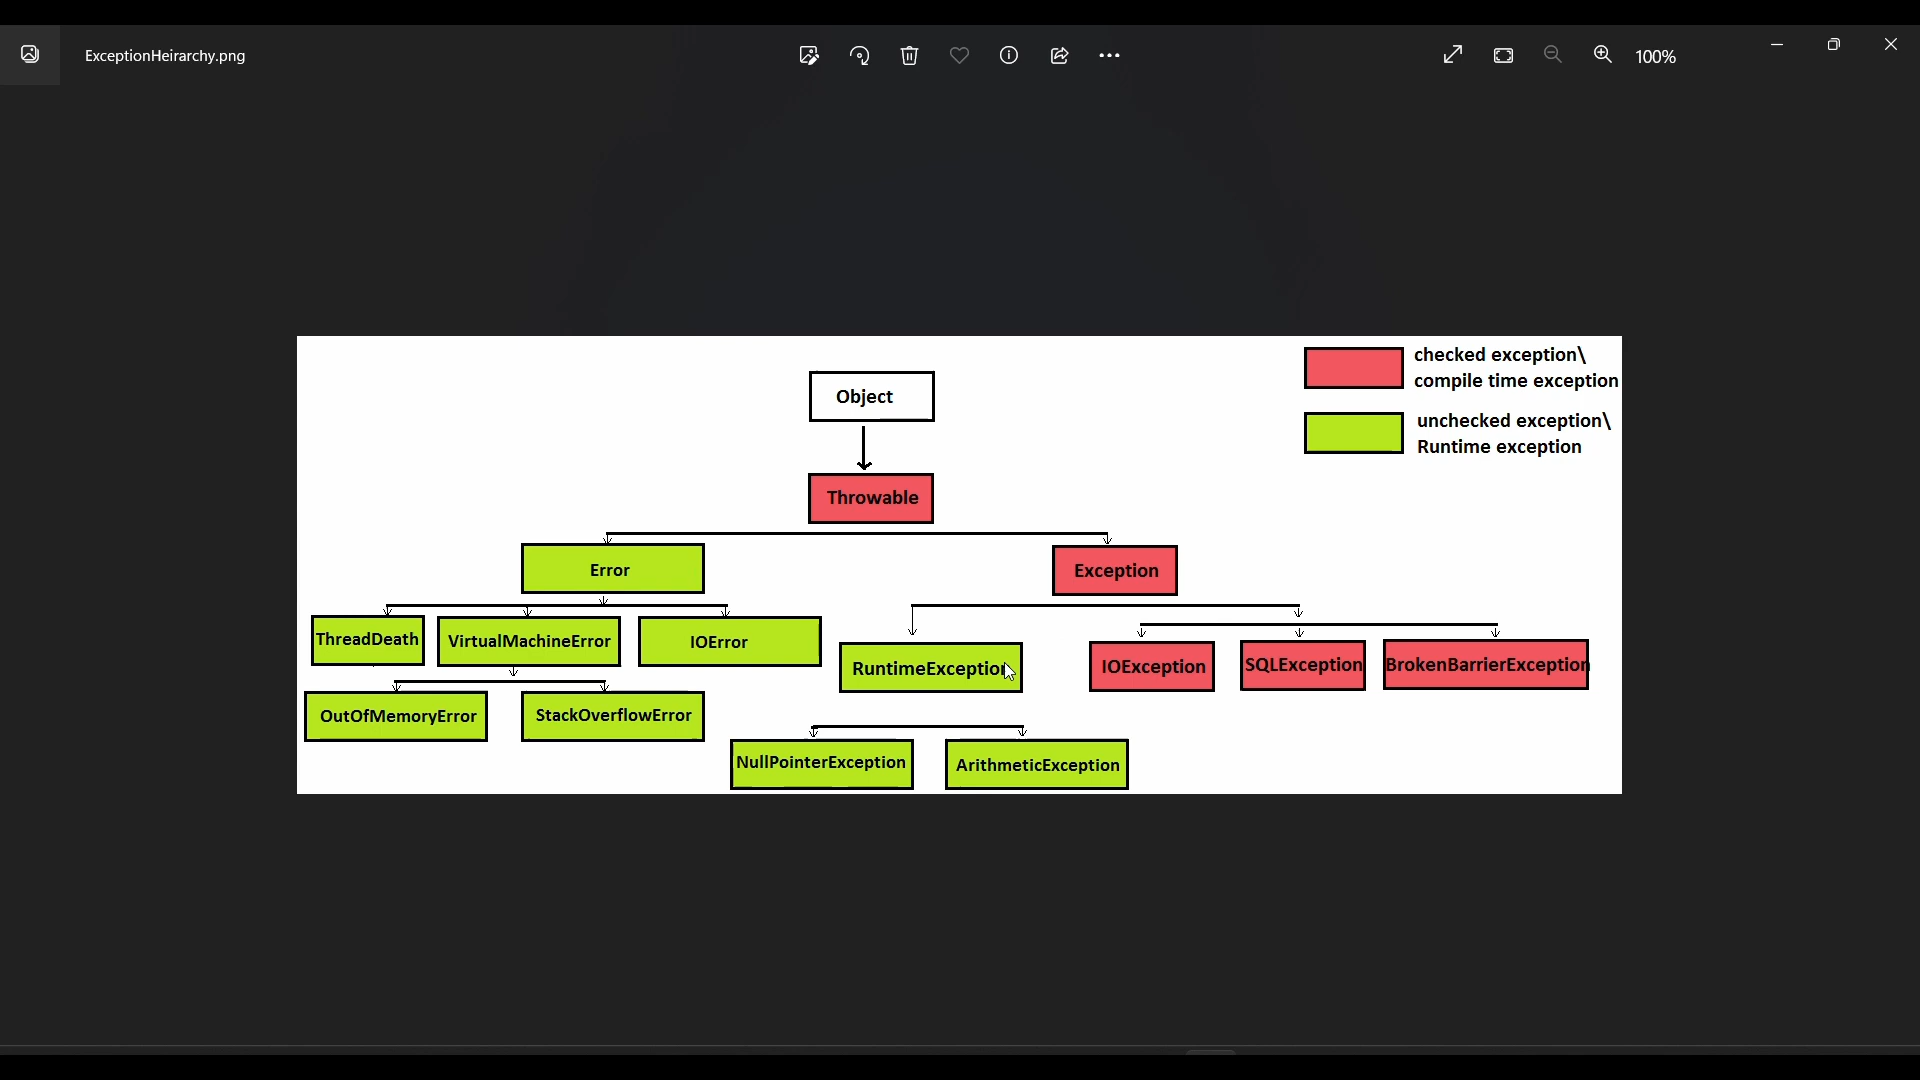 ExceptionHeirarchy.png
100%
checked exception\
compile time exception
unchecked exception\
Runtime exception
Object
Throwable
Error
Exception
ThreadDeath
VirtualMachineError
IOError
RuntimeException
IOException
SQLException
BrokenBarrierException
OutOfMemoryError
StackOverflowError
NullPointerException
ArithmeticException